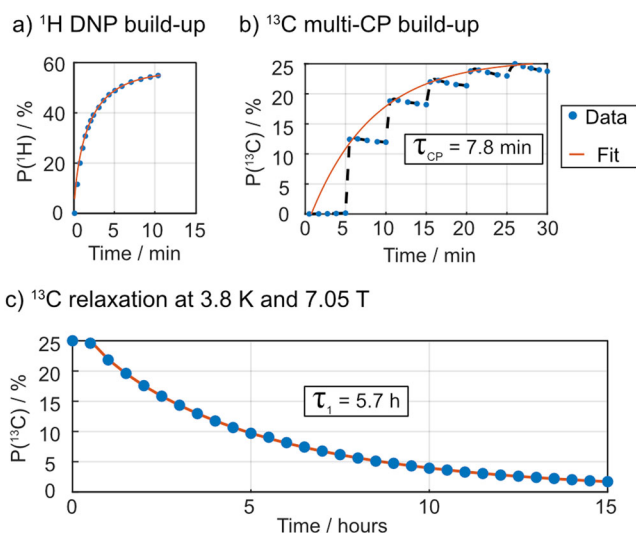 a) ¹H DNP build-up
b) ¹³C multi-CP build-up
P(¹H) / %
60
40
20
0
0
5
10
15
Time / min
P(¹³C) / %
25
20
15
10
5
0
τCP = 7.8 min
0
5
10
15
20
25
30
Time / min
Data
Fit
c) ¹³C relaxation at 3.8 K and 7.05 T
P(¹³C) / %
25
20
15
10
5
0
τ₁ = 5.7 h
0
5
10
15
Time / hours